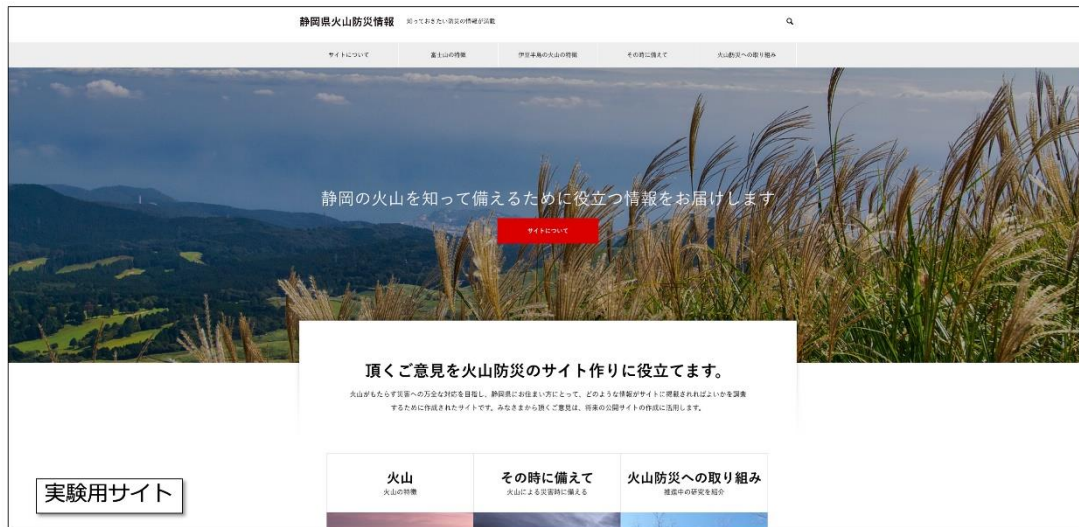 静岡県火山防災情報 知っておきたい防災の情報が満載
サイトについて 富士山の特徴 伊豆半島の火山の特徴 その時に備えて 火山防災への取り組み
静岡の火山を知って備えるために役立つ情報をお届けします
サイトについて
頂くご意見を火山防災のサイト作りに役立てます。
火山がもたらす災害への万全な対応を目指し、静岡県にお住まい方にとって、どのような情報がサイトに掲載されればよいかを調査
するために作成されたサイトです。みなさまから頂くご意見は、将来の公開サイトの作成に活用します。
火山 その時に備えて 火山防災への取り組み
火山の特徴 火山による災害時に備える 推進中の研究を紹介
実験用サイト